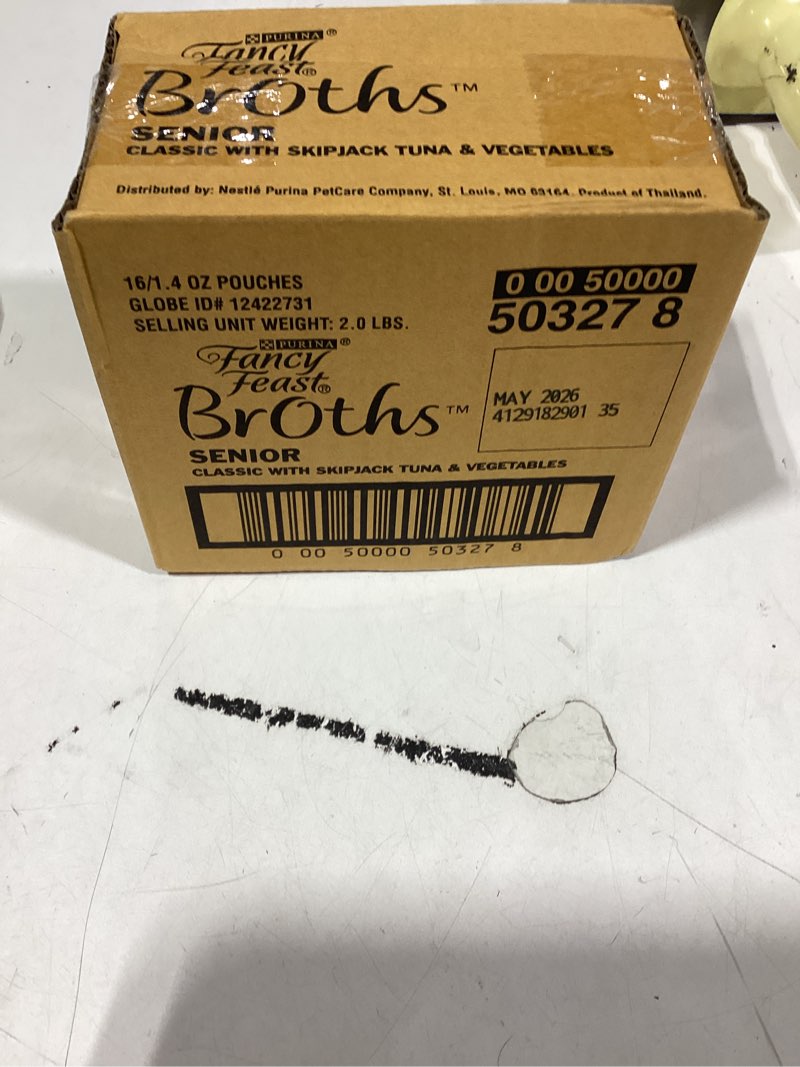 PURINA®
Fancy
Feast®
Broths™
SENIOR
CLASSIC WITH SKIPJACK TUNA & VEGETABLES
Distributed by: Nestlé Purina PetCare Company, St. Louis, MO 63164. Product of Thailand.
16/1.4 OZ POUCHES
GLOBE ID# 12422731
SELLING UNIT WEIGHT: 2.0 LBS.
0 00 50000
50327 8
PURINA®
Fancy
Feast®
Broths™
SENIOR
CLASSIC WITH SKIPJACK TUNA & VEGETABLES
MAY 2026
4129182901 35
0 00 50000 50327 8